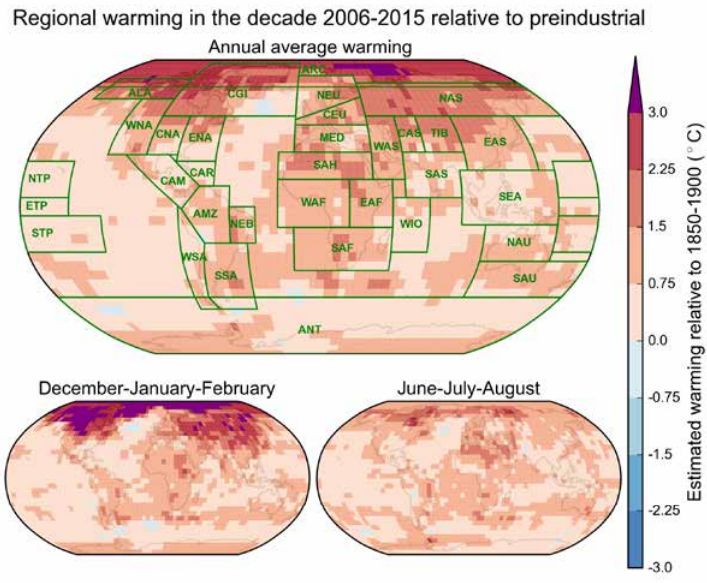 Regional warming in the decade 2006-2015 relative to preindustrial
Annual average warming
ARC
ALA
CGI
NEU
NAS
CEU
WNA
CNA
ENA
MED
WAS
CAS
TIB
EAS
SAH
CAM
CAR
SAS
NTP
ETP
STP
AMZ
NEB
WAF
EAF
SEA
WIO
WSA
SSA
SAF
NAU
SAU
ANT
3.0
2.25
1.5
0.75
0.0
-0.75
-1.5
-2.25
-3.0
Estimated warming relative to 1850-1900 (°C)
December-January-February
June-July-August